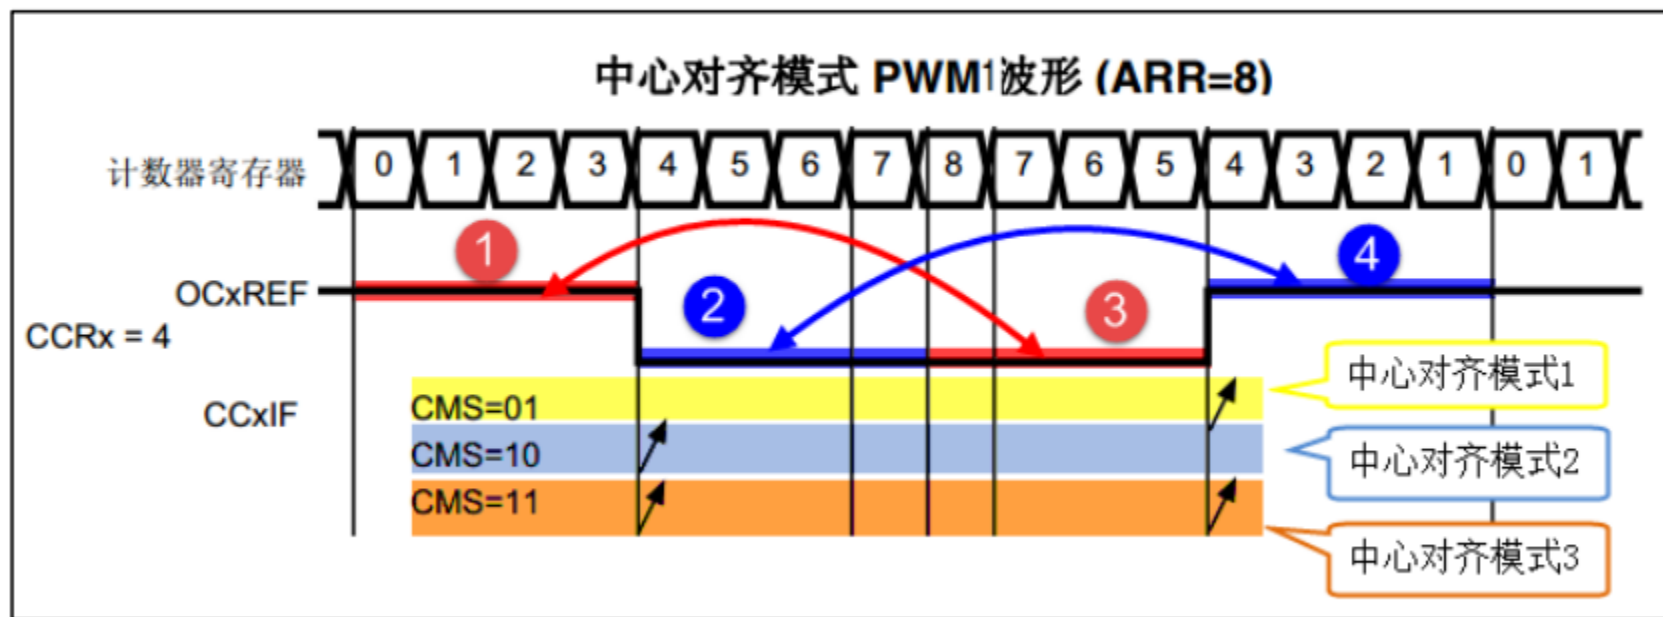 中心对齐模式 PWM1波形 (ARR=8)
计数器寄存器 0 1 2 3 4 5 6 7 8 7 6 5 4 3 2 1 0 1
1 4
OCxREF 2 3
CCRx = 4
中心对齐模式1
CCxIF CMS=01
CMS=10 中心对齐模式2
CMS=11
中心对齐模式3